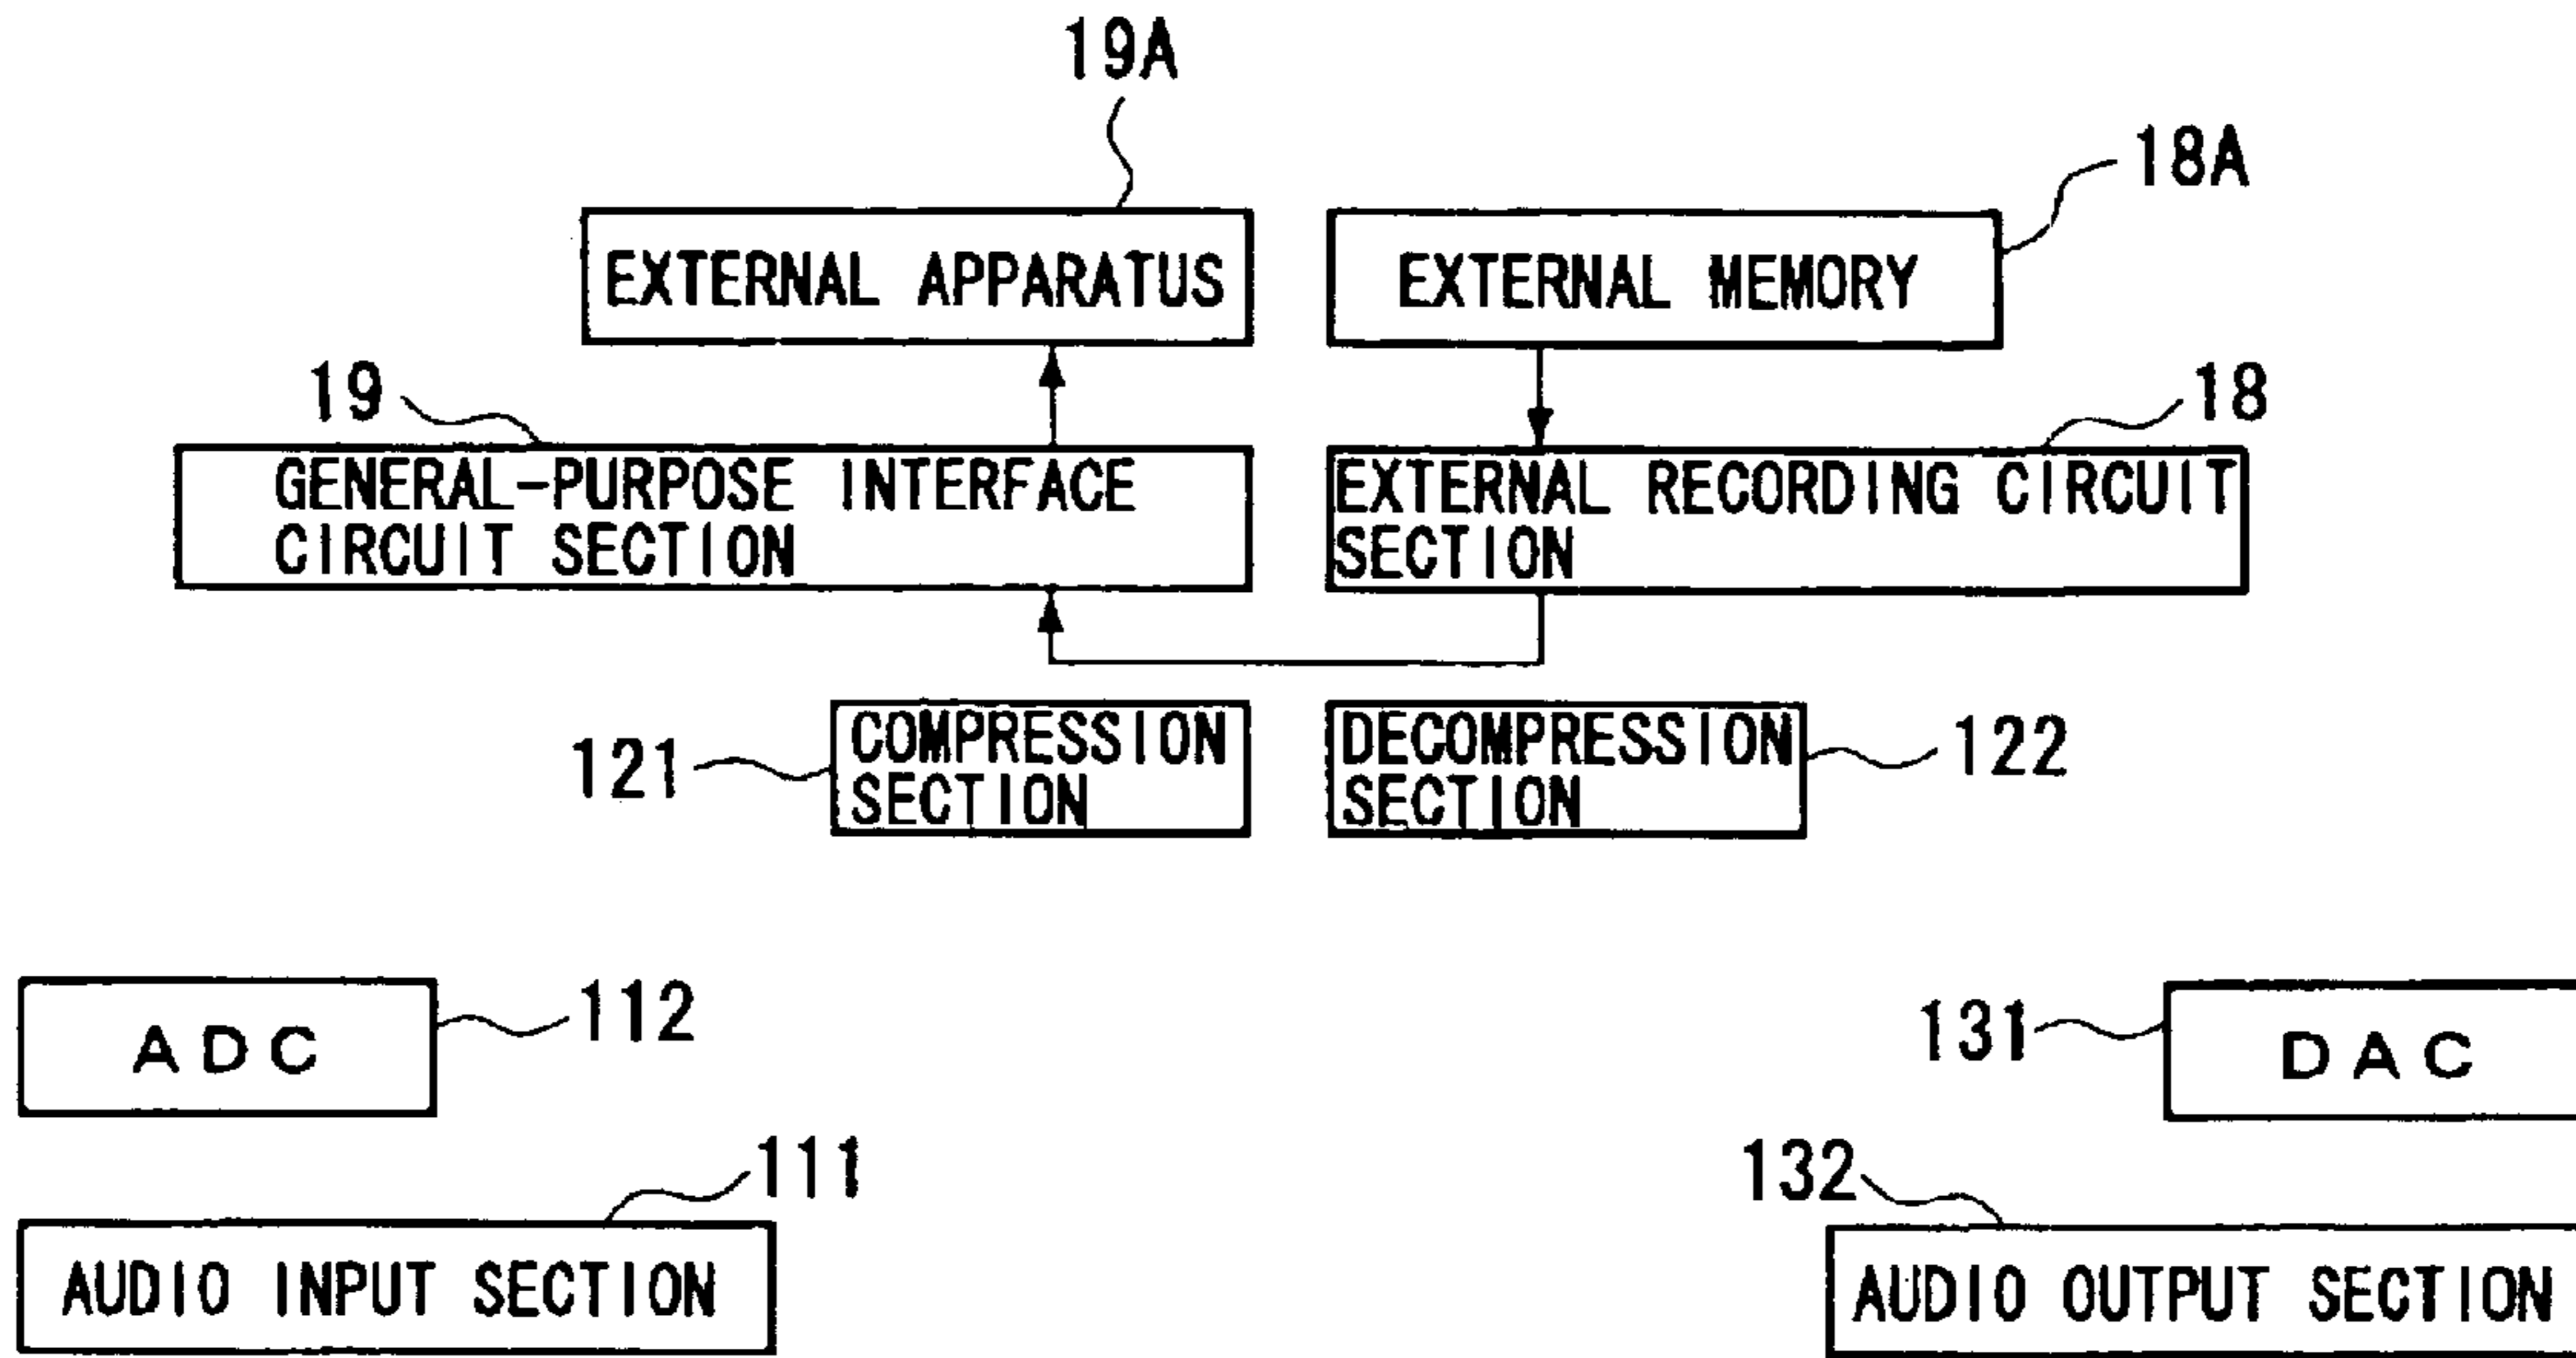 19A
18A
EXTERNAL APPARATUS
EXTERNAL MEMORY
19
18
GENERAL-PURPOSE INTERFACE
CIRCUIT SECTION
EXTERNAL RECORDING CIRCUIT
SECTION
121
COMPRESSION
SECTION
DECOMPRESSION
SECTION
122
ADC
112
131
DAC
111
132
AUDIO INPUT SECTION
AUDIO OUTPUT SECTION